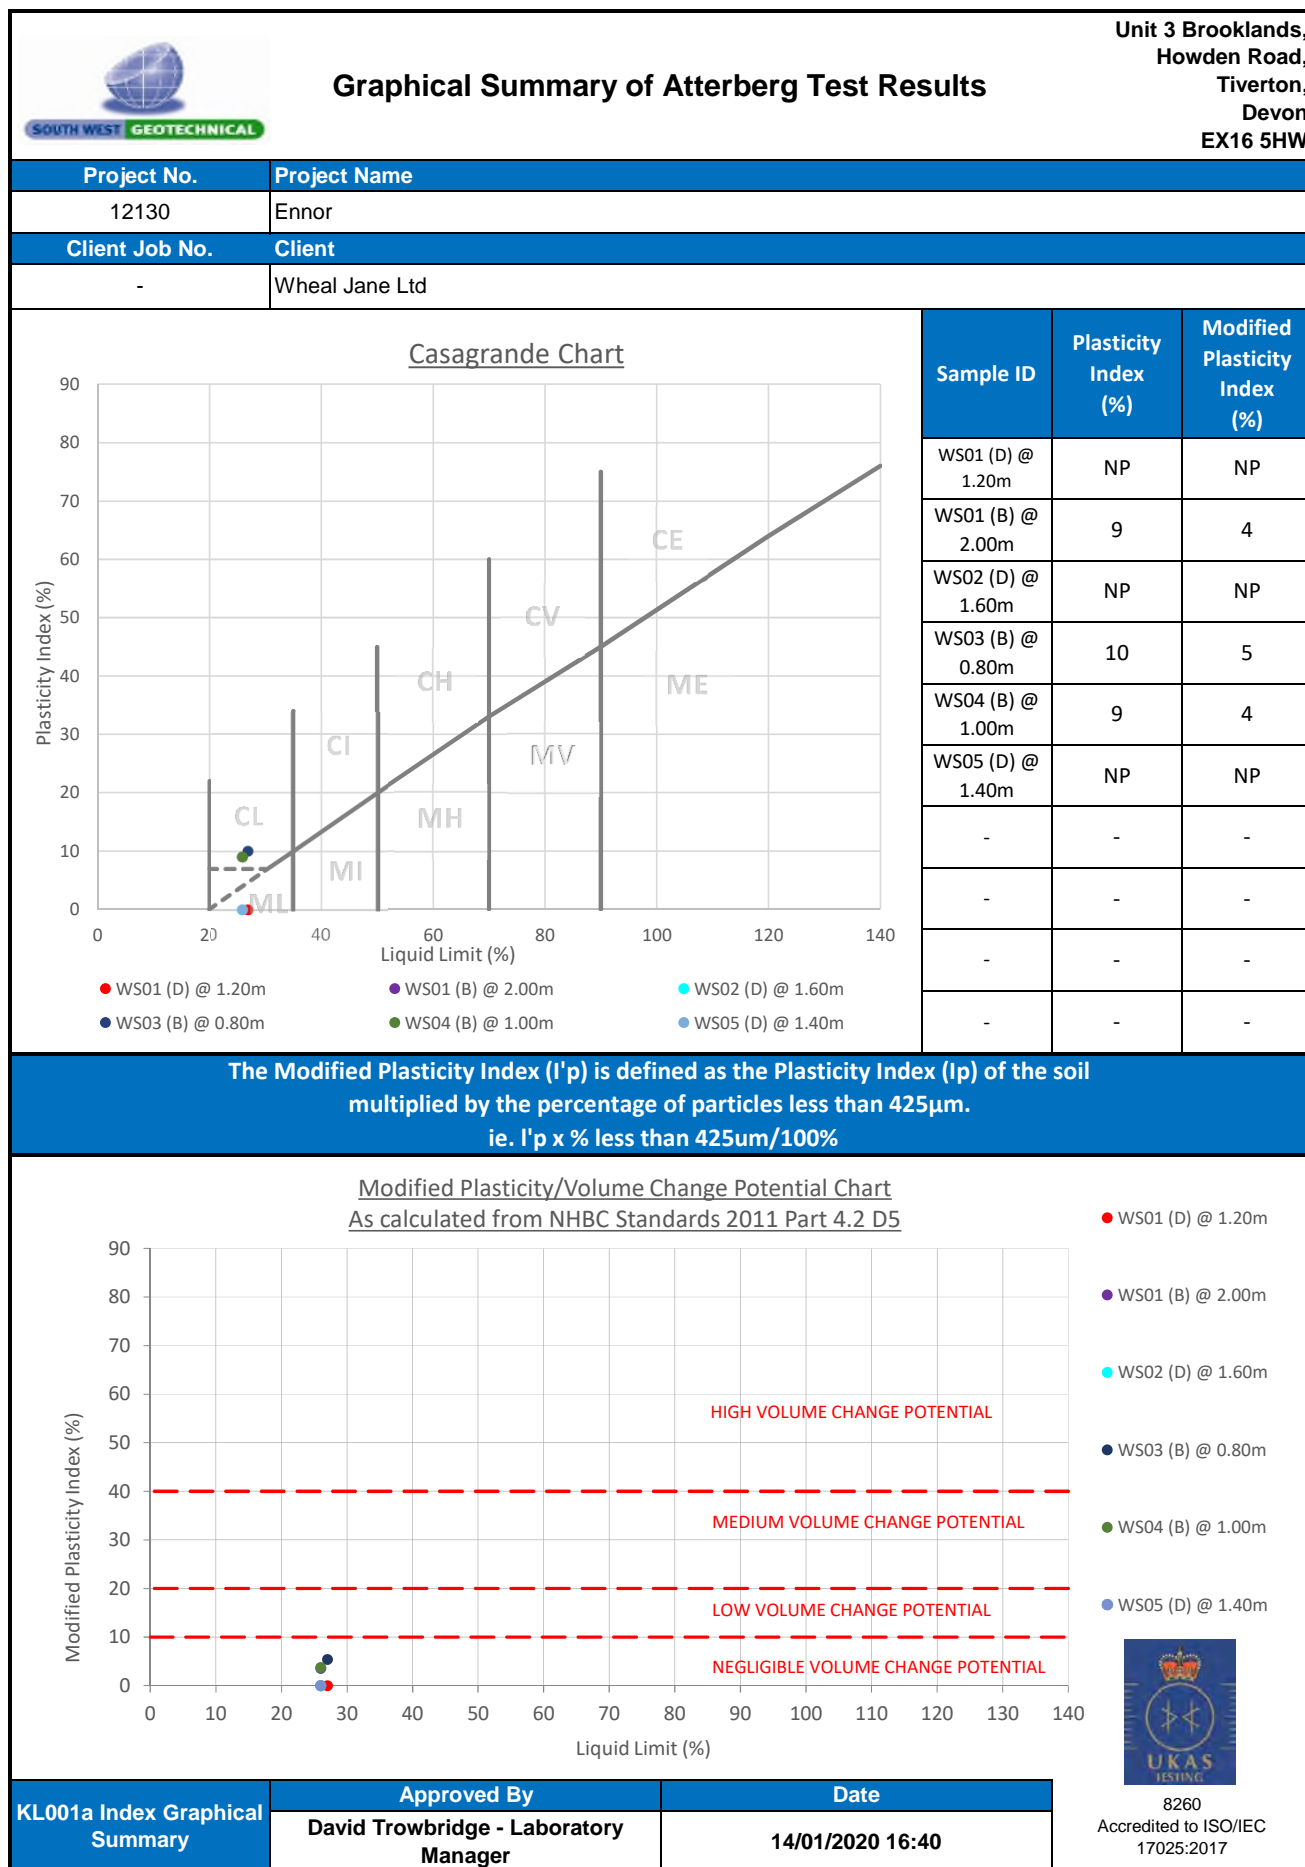 SOUTH WEST GEOTECHNICAL
Graphical Summary of Atterberg Test Results
Unit 3 Brooklands,
Howden Road,
Tiverton,
Devon
EX16 5HW
Project No. Project Name
12130 Ennor
Client Job No. Client
- Wheal Jane Ltd
Casagrande Chart
90
80
70
60
50
40
30
20
10
0
Plasticity Index (%)
CE
CV
CH
ME
CI
MV
CL
MH
MI
ML
0 20 40 60 80 100 120 140
Liquid Limit (%)
WS01 (D) @ 1.20m WS01 (B) @ 2.00m WS02 (D) @ 1.60m
WS03 (B) @ 0.80m WS04 (B) @ 1.00m WS05 (D) @ 1.40m
Sample ID
Plasticity
Index
(%)
Modified
Plasticity
Index
(%)
WS01 (D) @
1.20m
NP NP
WS01 (B) @
2.00m
9 4
WS02 (D) @
1.60m
NP NP
WS03 (B) @
0.80m
10 5
WS04 (B) @
1.00m
9 4
WS05 (D) @
1.40m
NP NP
- - -
- - -
- - -
- - -
The Modified Plasticity Index (I'p) is defined as the Plasticity Index (Ip) of the soil
multiplied by the percentage of particles less than 425µm.
ie. I'p x % less than 425um/100%
Modified Plasticity/Volume Change Potential Chart
As calculated from NHBC Standards 2011 Part 4.2 D5
90
80
70
60
50
40
30
20
10
0
Modified Plasticity Index (%)
HIGH VOLUME CHANGE POTENTIAL
MEDIUM VOLUME CHANGE POTENTIAL
LOW VOLUME CHANGE POTENTIAL
NEGLIGIBLE VOLUME CHANGE POTENTIAL
0 10 20 30 40 50 60 70 80 90 100 110 120 130 140
Liquid Limit (%)
WS01 (D) @ 1.20m
WS01 (B) @ 2.00m
WS02 (D) @ 1.60m
WS03 (B) @ 0.80m
WS04 (B) @ 1.00m
WS05 (D) @ 1.40m
UKAS
TESTING
8260
Accredited to ISO/IEC
17025:2017
KL001a Index Graphical
Summary
Approved By Date
David Trowbridge - Laboratory
Manager
14/01/2020 16:40